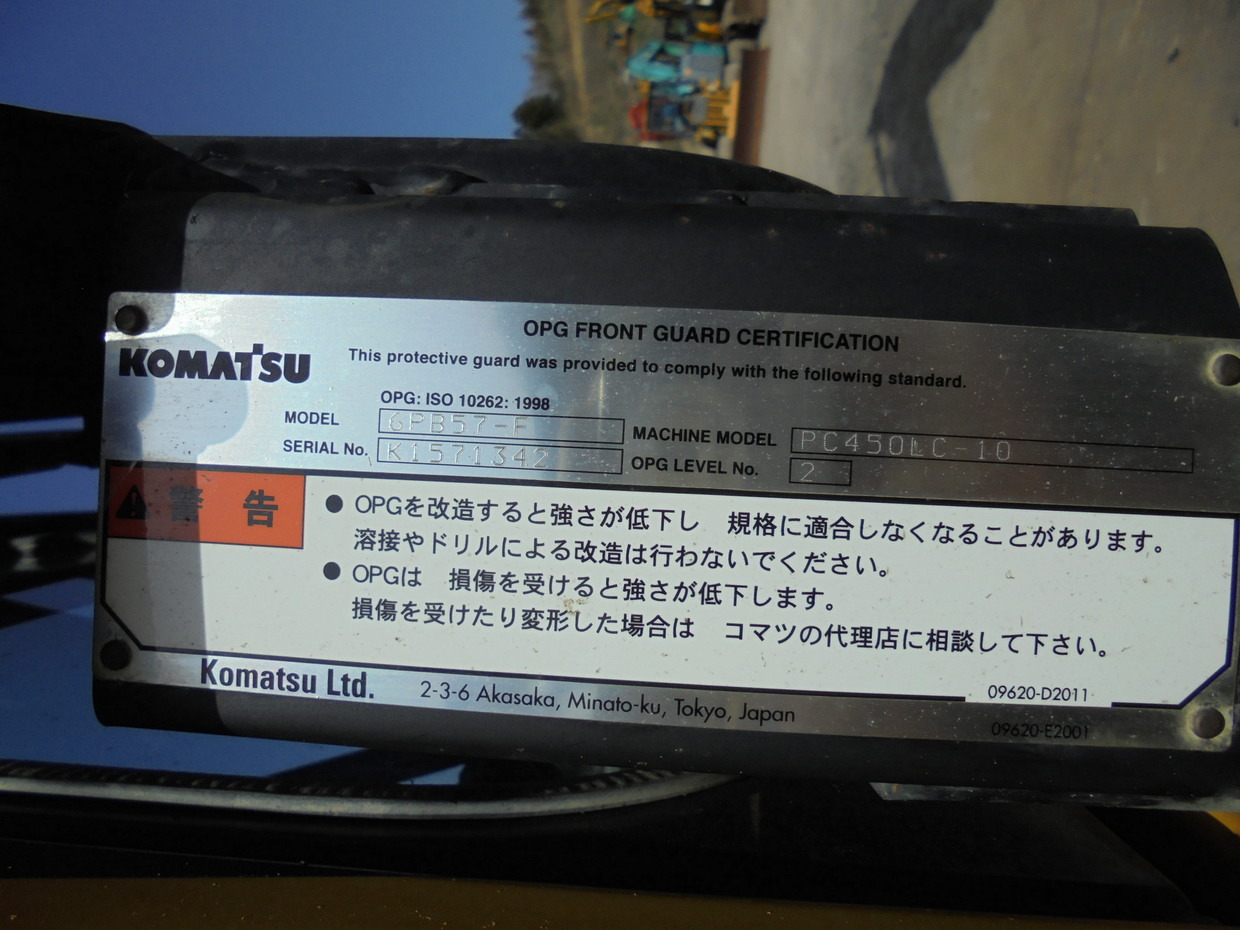 OPG FRONT GUARD CERTIFICATION
KOMATSU
This protective guard was provided to comply with the following standard.
OPG: ISO 10262: 1998
MODEL 6PB57-F MACHINE MODEL PC450LC-10
SERIAL No. K1571342 OPG LEVEL No. 2
警告
● OPGを改造すると強さが低下し 規格に適合しなくなることがあります。
溶接やドリルによる改造は行わないでください。
● OPGは 損傷を受けると強さが低下します。
損傷を受けたり変形した場合は コマツの代理店に相談して下さい。
09620-D2011
Komatsu Ltd. 2-3-6 Akasaka, Minato-ku, Tokyo, Japan
09620-E2001